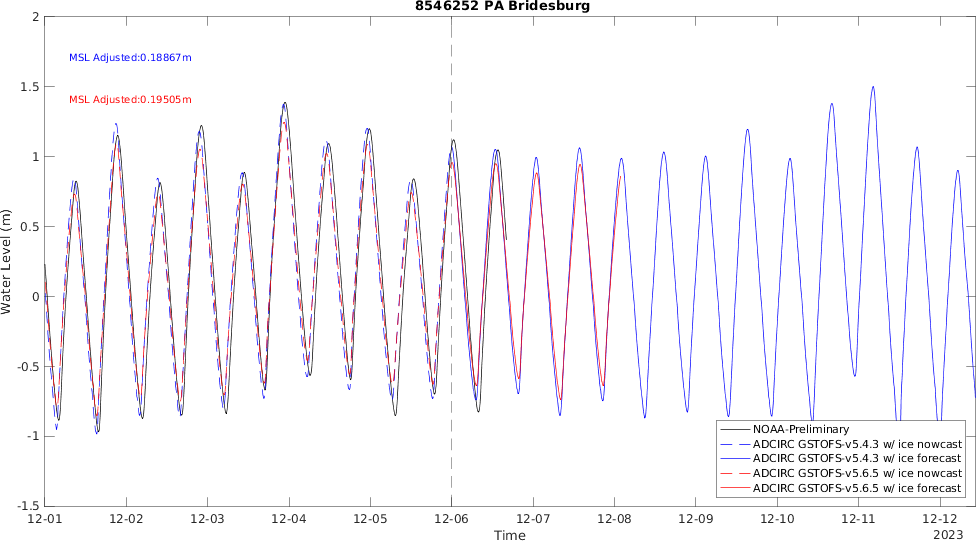 8546252 PA Bridesburg
MSL Adjusted:0.18867m
MSL Adjusted:0.19505m
Water Level (m)
2
1.5
1
0.5
0
-0.5
-1
-1.5
12-01 12-02 12-03 12-04 12-05 12-06 12-07 12-08 12-09 12-10 12-11 12-12
2023
Time
NOAA-Preliminary
ADCIRC GSTOFS-v5.4.3 w/ ice nowcast
ADCIRC GSTOFS-v5.4.3 w/ ice forecast
ADCIRC GSTOFS-v5.6.5 w/ ice nowcast
ADCIRC GSTOFS-v5.6.5 w/ ice forecast